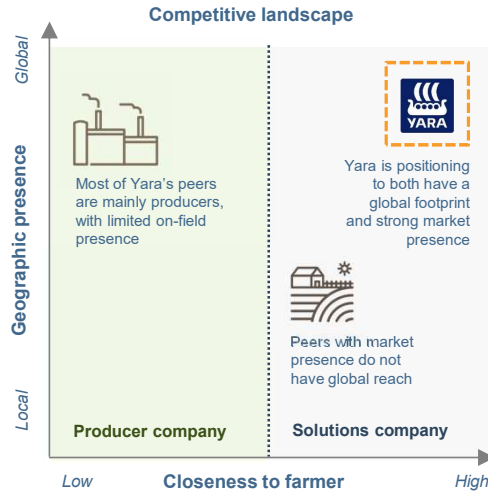 Competitive landscape
Global
Geographic presence
Local
YARA
Most of Yara's peers
are mainly producers,
with limited on-field
presence
Yara is positioning
to both have a
global footprint
and strong market
presence
Peers with market
presence do not
have global reach
Producer company
Solutions company
Low
Closeness to farmer
High